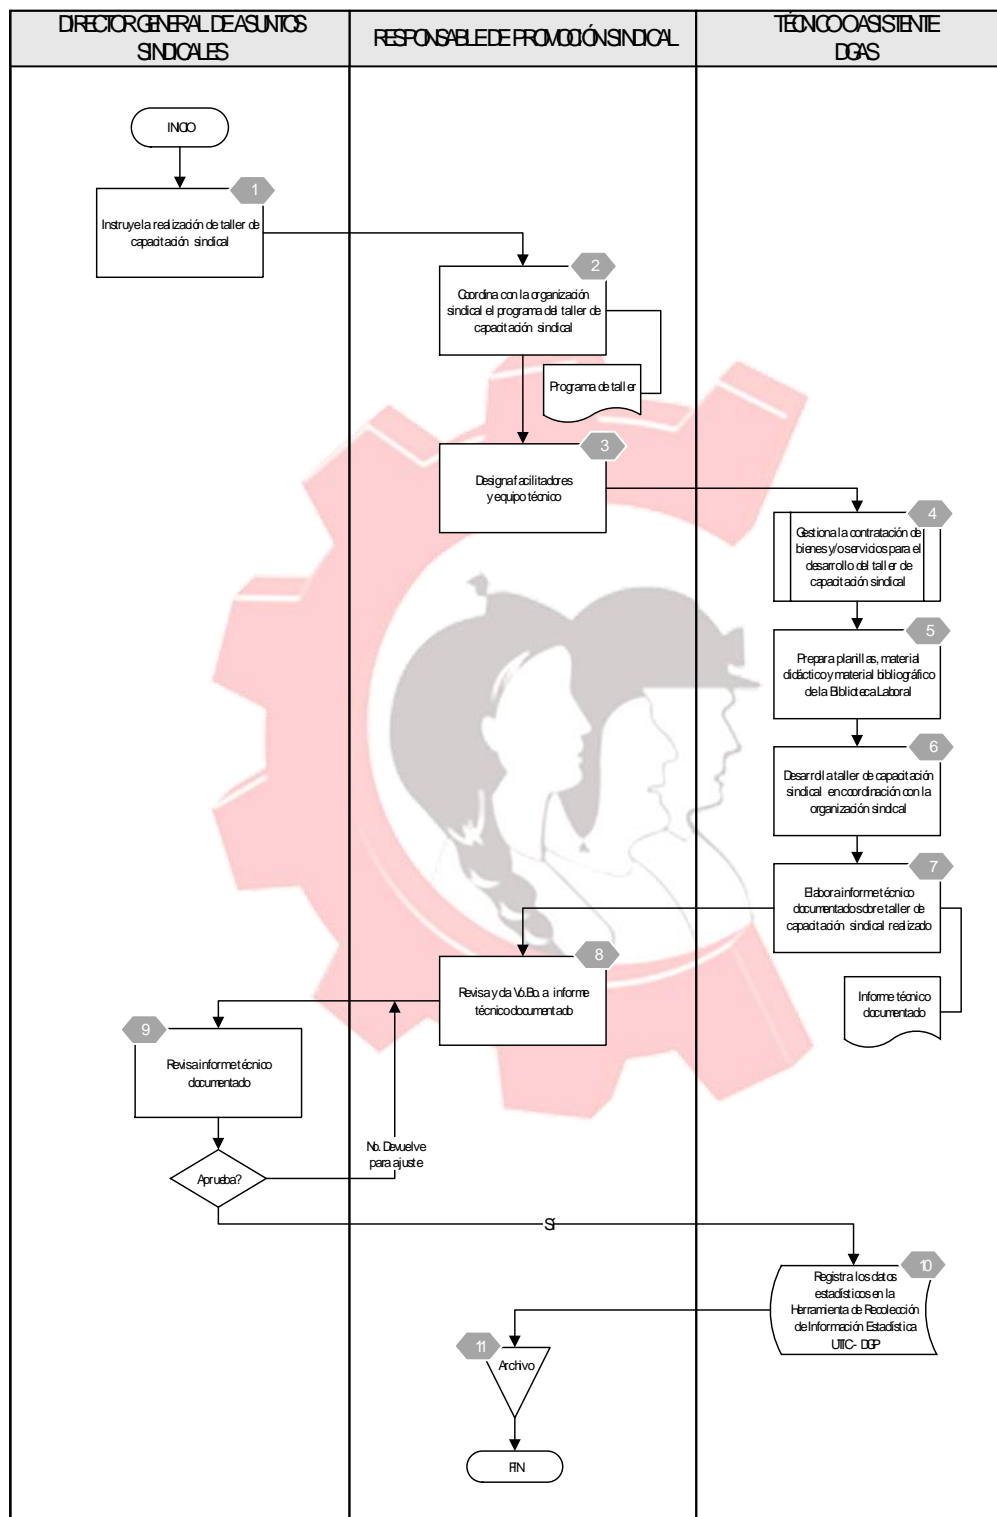 DIRECTOR GENERAL DE ASUNTOS
SINDICALES
RESPONSABLE DE PROMOCIÓN SINDICAL
TÉCNICO O ASISTENTE
DGAS
INICIO
1
Instruye la realización de taller de
capacitación sindical
2
Coordina con la organización
sindical el programa del taller de
capacitación sindical
Programa de taller
3
Designa facilitadores
y equipo técnico
4
Gestiona la contratación de
bienes y/o servicios para el
desarrollo del taller de
capacitación sindical
5
Prepara planillas, material
didáctico y material bibliográfico
de la Biblioteca Laboral
6
Desarrolla taller de capacitación
sindical en coordinación con la
organización sindical
7
Elabora informe técnico
documentado sobre taller de
capacitación sindical realizado
Informe técnico
documentado
8
Revisa y da Vo.Bo. a informe
técnico documentado
9
Revisa informe técnico
documentado
Aprueba?
No. Devuelve
para ajuste
Sí
10
Registra los datos
estadísticos en la
Herramienta de Recolección
de Información Estadística
UTIC - DGP
11
Archivo
FIN